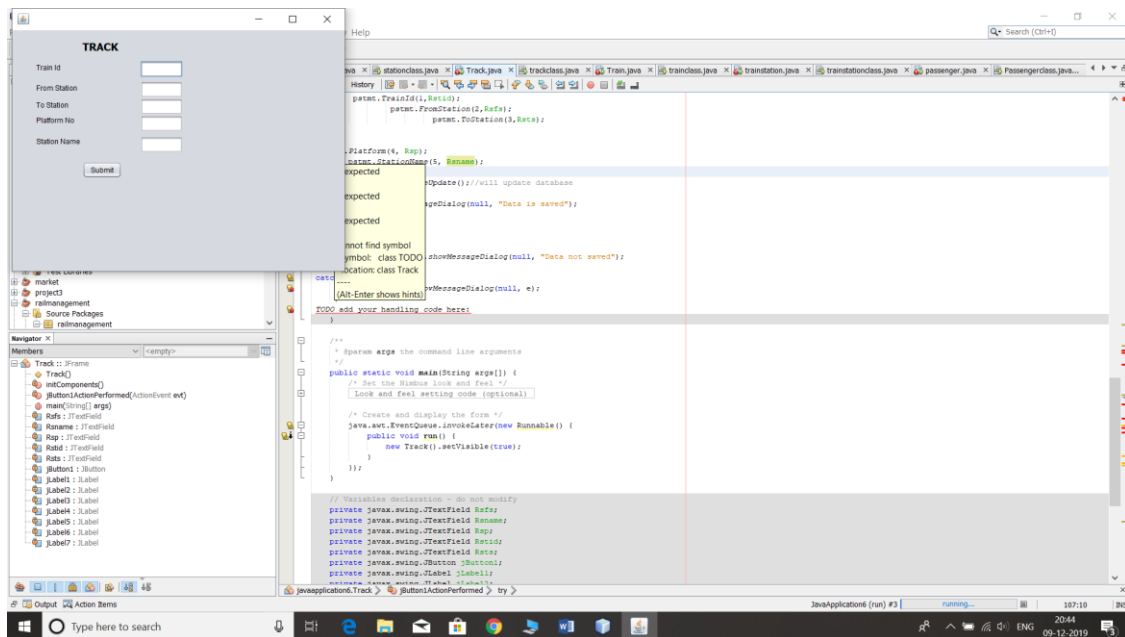 Help
Search (Ctrl+I)
TRACK
Train Id
From Station
To Station
Platform No
Station Name
Submit
ava × stationclass.java × Track.java × trackclass.java × Train.java × trainclass.java × trainstation.java × trainstationclass.java × passenger.java × Passengerclass.java...
History
pstmt.TrainId(1,Rstid);
pstmt.FromStation(2,Rsfs);
pstmt.ToStation(3,Rsts);
.Platform(4, Rsp);
pstmt.StationName(5, Rsname);
expected
eUpdate();//will update database
expected
ageDialog(null, "Data is saved");
expected
nnot find symbol
symbol: class TODO
.showMessageDialog(null, "Data not saved");
location: class Track
catc
----
(Alt-Enter shows hints)
owMessageDialog(null, e);
TODO add your handling code here:
}
/**
* @param args the command line arguments
*/
public static void main(String args[]) {
/* Set the Nimbus look and feel */
Look and feel setting code (optional)
/* Create and display the form */
java.awt.EventQueue.invokeLater(new Runnable() {
public void run() {
new Track().setVisible(true);
}
});
}
// Variables declaration - do not modify
private javax.swing.JTextField Rsfs;
private javax.swing.JTextField Rsname;
private javax.swing.JTextField Rsp;
private javax.swing.JTextField Rstid;
private javax.swing.JTextField Rsts;
private javax.swing.JButton jButton1;
private javax.swing.JLabel jLabel1;
Test Libraries
market
project3
railmanagement
Source Packages
railmanagement
Navigator ×
Members
<empty>
Track :: JFrame
Track()
initComponents()
jButton1ActionPerformed(ActionEvent evt)
main(String[] args)
Rsfs : JTextField
Rsname : JTextField
Rsp : JTextField
Rstid : JTextField
Rsts : JTextField
jButton1 : JButton
jLabel1 : JLabel
jLabel2 : JLabel
jLabel3 : JLabel
jLabel4 : JLabel
jLabel5 : JLabel
jLabel6 : JLabel
jLabel7 : JLabel
javaapplication6.Track > jButton1ActionPerformed > try >
Output Action Items
JavaApplication6 (run) #3 running... 107:10 INS
Type here to search
ENG
20:44
09-12-2019